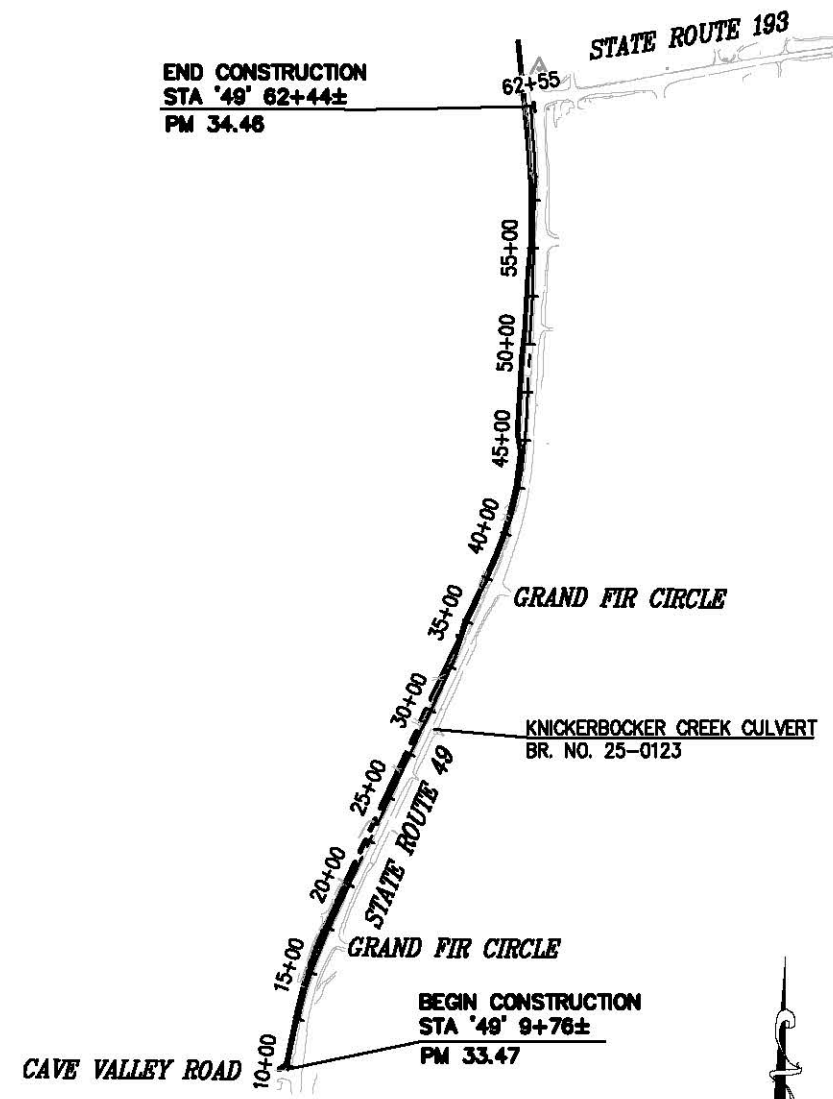 STATE ROUTE 193
END CONSTRUCTION
STA '49' 62+44±
PM 34.46
62+55
55+00
50+00
45+00
40+00
35+00
GRAND FIR CIRCLE
30+00
KNICKERBOCKER CREEK CULVERT
BR. NO. 25-0123
25+00
STATE ROUTE 49
20+00
GRAND FIR CIRCLE
15+00
BEGIN CONSTRUCTION
STA '49' 9+76±
PM 33.47
10+00
CAVE VALLEY ROAD